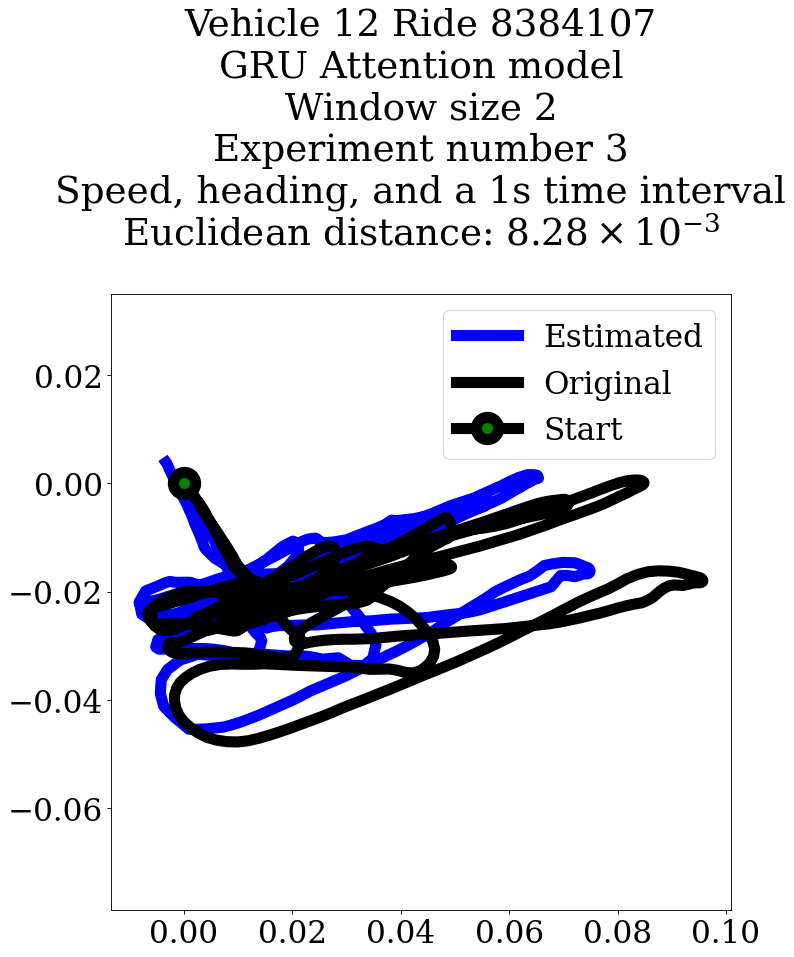 Vehicle 12 Ride 8384107
GRU Attention model
Window size 2
Experiment number 3
Speed, heading, and a 1s time interval
Euclidean distance: 8.28 × 10⁻³
Estimated
Original
Start
0.02
0.00
−0.02
−0.04
−0.06
0.00 0.02 0.04 0.06 0.08 0.10